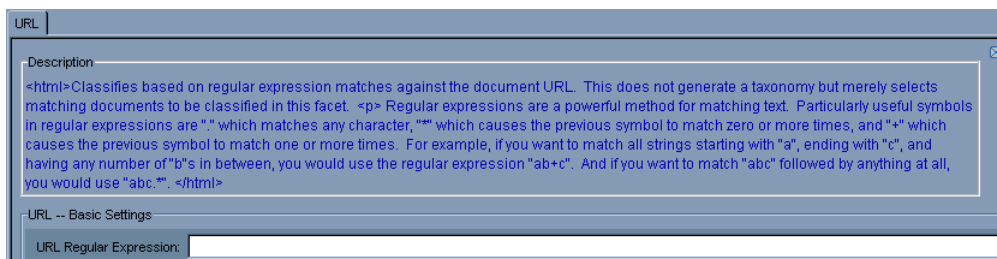 URL
Description
<html>Classifies based on regular expression matches against the document URL.  This does not generate a taxonomy but merely selects
matching documents to be classified in this facet.  <p> Regular expressions are a powerful method for matching text.  Particularly useful symbols
in regular expressions are "." which matches any character, "*" which causes the previous symbol to match zero or more times, and "+" which
causes the previous symbol to match one or more times.  For example, if you want to match all strings starting with "a", ending with "c", and
having any number of "b"s in between, you would use the regular expression "ab+c".  And if you want to match "abc" followed by anything at all,
you would use "abc.*". </html>
URL -- Basic Settings
URL Regular Expression: